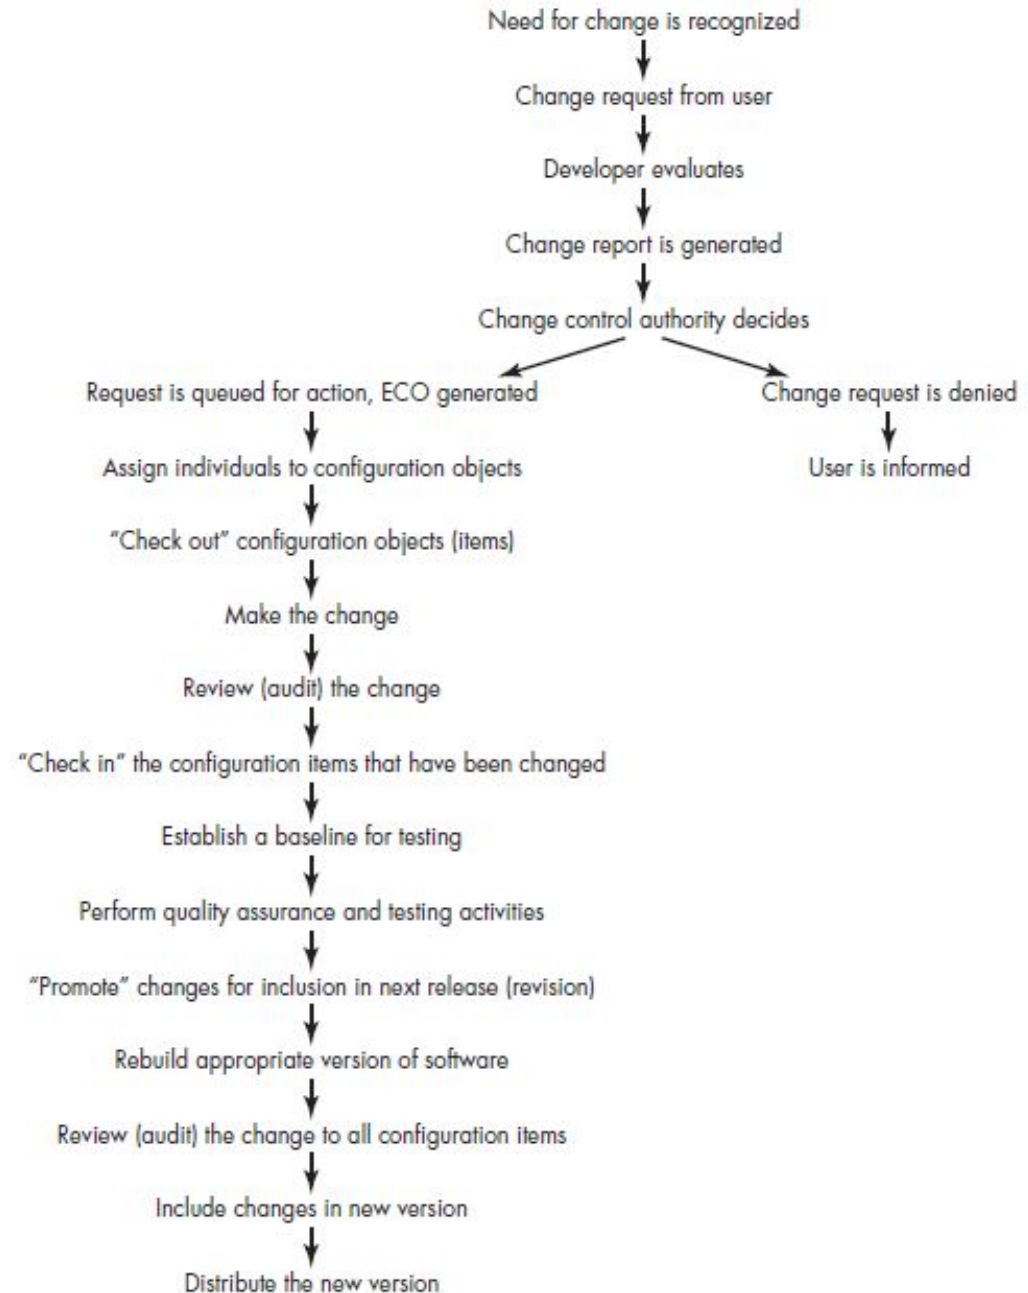 Need for change is recognized
Change request from user
Developer evaluates
Change report is generated
Change control authority decides
Request is queued for action, ECO generated
Change request is denied
Assign individuals to configuration objects
User is informed
“Check out” configuration objects (items)
Make the change
Review (audit) the change
“Check in” the configuration items that have been changed
Establish a baseline for testing
Perform quality assurance and testing activities
“Promote” changes for inclusion in next release (revision)
Rebuild appropriate version of software
Review (audit) the change to all configuration items
Include changes in new version
Distribute the new version